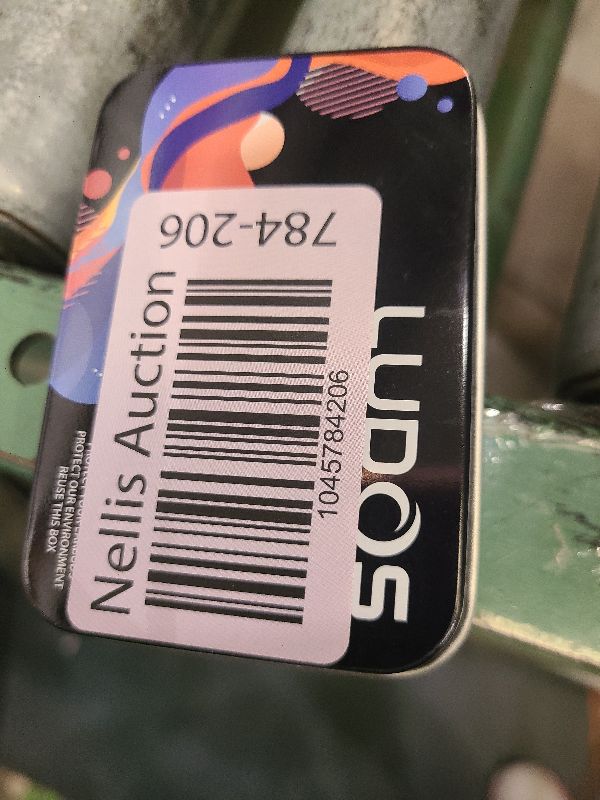 LUDOS
784-206
Nellis Auction
1045784206
PROTECT OUR ENVIRONMENT
REUSE THIS BOX